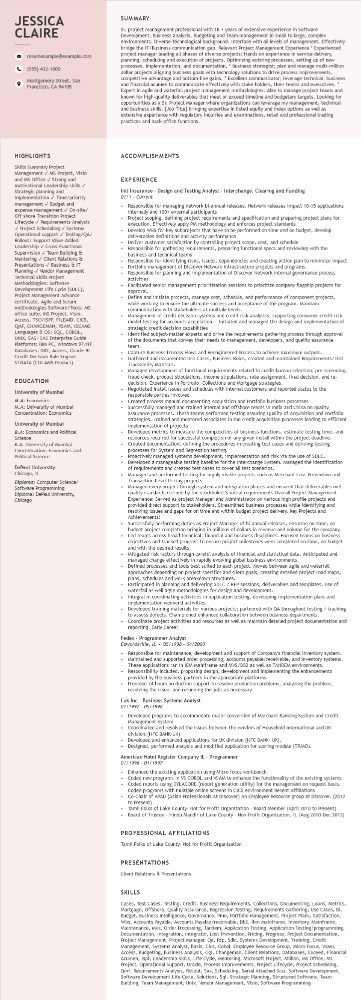 JESSICA
CLAIRE
resumesample@example.com
(555) 432-1000
Montgomery Street, San
Francisco, CA 94105
SUMMARY
Sr. project management professional with 18 + years of extensive experience in Software
Development, Business analysis, Budgeting and Team management in small to large, complex
environments. Diverse Technological background. Interface with all levels of management. Effectively
bridge the IT/Business communication gap. Relevant Project Management Experience * Experienced
project manager leading all phases of diverse projects: Hands on experience in service delivery,
planning, scheduling and execution of projects. Optimizing existing processes, setting up of new
processes, implementation, and documentation. * Business strategist; plan and manage multi-million
dollar projects aligning business goals with technology solutions to drive process improvements,
competitive advantage and bottom-line gains. * Excellent communicator; leverage technical, business
and financial acumen to communicate effectively with stake holders, their teams and executives. *
Expert in agile and waterfall project management methodologies. Able to manage project teams and
known for high-quality deliverables that meet or exceed timeline and budgetary targets. Looking for
opportunities as a Sr. Project Manager where organizations can leverage my management, technical
and business skills. [Job Title] bringing expertise in listed equity and index options as well as
extensive experience with regulatory inquiries and examinations, retail and professional trading
practices and back-office functions.
HIGHLIGHTS
Skills Summary Project
Management ✓ MS Project, Visio
and MS Office ✓ Strong and
motivational Leadership skills ✓
Strategic planning and
implementation ✓ Time/priority
management ✓ Budget and
expense management ✓ On-site/
Off shore Transition Project
Lifecycle ✓ Requirements Analysis
✓ Project Scheduling ✓ Systems
Operational support ✓ Testing/QA/
Rollout/ Support Value-Added
Leadership ✓ Cross-Functional
Supervision ✓ Team Building &
Mentoring ✓ Client Relations &
Presentations ✓ Business & IT
Planning ✓ Vendor Management
Technical Skills Project
Methodologies: Software
Development Life Cycle (SDLC),
Project Management Advance
certificate, Agile and Scrum
methodologies Software/Tools: MS
office suite, MS Project, Visio,
Access, TSO/ISPF, FILEAID, CICS,
QMF, CHANGEMAN, VSAM, IDCAMS
Languages & OS: SQL, COBOL,
UNIX, SAS- SAS Enterprise Guide
Platforms: IBM PC, Windows 97/NT
Databases: DB2, Access, Oracle 9i
Credit Decision Rule Engine:
STRATA (CGI AMS Product)
EDUCATION
University of Mumbai
M.A: Economics
M.A: University of Mumbai
Concentration: Economics
University of Mumbai
B.A: Economics and Political
Science
B.A: University of Mumbai
Concentration: Economics and
Political Science
DePaul University
Chicago, IL
Diploma: Computer Science/
Software Programming
Diploma: DePaul University,
Chicago
ACCOMPLISHMENTS
EXPERIENCE
Imt Insurance - Design and Testing Analyst - Interchange, Clearing and Funding
01/1 - Current
• Responsible for managing network bi-annual releases. Network releases impact 10-15 applications
internally and 100+ external participants
• Project scoping, defining project requirements and specification and preparing project plans for
execution. Effectively apply PM methodology and enforces project standards
• Develop WBS for key subprojects that have to be performed on time and on budget, develop
deliverables definitions and activity performance
• Deliver customer satisfaction by controlling project scope, cost, and schedule
• Responsible for gathering requirements, preparing functional specs and reviewing with the
business and technical teams
• Responsible for identifying risks, issues, dependencies and creating action plan to minimize impact
• Portfolio management of Discover Network Infrastructure projects and programs
• Responsible for planning and implementation of Discover Network internal governance process
activities
• Facilitated senior management prioritization sessions to prioritize company flagship projects for
approval.
• Define and initiate projects, manage cost, schedule, and performance of component projects,
while working to ensure the ultimate success and acceptance of the program. Maintain
communication with stakeholders at multiple levels.
• Management of credit decision systems and credit risk analytics, supporting consumer credit risk
model testing for accounts acquisition. - Initiated and managed the design and implementation of
strategic credit decision capabilities
• Identified subject-matter experts and drive the requirements gathering process through approval
of the documents that convey their needs to management, developers, and quality assurance
team.
• Capture Business Process Flows and Reengineered Process to achieve maximum outputs.
• Gathered and documented Use Cases, Business Rules, created and maintained Requirements/Test
Traceability Matrices.
• Managed development of functional requirements related to credit bureau selection, pre-screening,
fraud check, product stipulations, income stipulations, rate assignment, final decision, and re-
decision. Experience in Portfolio, Collections and Mortgage strategies.
• Negotiated install issues and schedules with internal customers and reported status to the
responsible parties involved
• Created process manual documenting Acquisition and Portfolio business processes
• Successfully managed and trained internal and offshore teams in India and China on quality
assurance processes. These teams performed testing assuring Quality of Acquisition and Portfolio
strategies. Trained and mentored associates in the credit acquisition processes leading to efficient
implementation of projects
• Developed metrics to measure the complexities of business functions, estimate testing time, and
resources required for successful completion of any given install within the project deadline.
• Created documentations defining the procedures in creating test cases and defining testing
processes for System and Regression testing.
• Proactively managed systems development, implementation and risk via the use of SDLC.
• Developed a manageable testing baseline for the Interchange System. Managed the identification
of requirements and created test cases to cover all test scenarios.
• Managed and performed testing for highly visible projects such as Merchant Loss Prevention and
Transaction Level Pricing projects.
• Managed every project through system and integration phases and ensured that deliverables met
quality standards defined by the stockholder's initial requirements Overall Project Management
Experience: Served as project Manager and Administrator on various high profile projects and
provided direct support to stakeholders. Streamlined business processes while identifying and
resolving issues and gaps for on time and within budget project delivery. Key Projects and
Achievements:
• Successfully performing duties as Project Manager of bi-annual releases, ensuring on-time, on-
budget project completion bringing in millions of dollars in revenue and volume for the company.
• Led teams across broad technical, financial and business disciplines. Focused teams on business
objectives and tracked progress to ensure project milestones were completed on time, on budget
and with the desired results.
• Mitigated risk factors through careful analysis of financial and statistical data. Anticipated and
managed change effectively in rapidly evolving global business environments.
• Defined processes and tools best suited to each project. Moved between agile and waterfall
approaches depending on project specifics and client goals, creating detailed project road maps,
plans, schedules and work breakdown structures.
• Participated in planning and delivering SDLC / RFP sessions, deliverables and templates. Use of
waterfall as well agile methodologies for design and development.
• Integral in coordinating activities in application testing, developing implementation plans and
implementation weekend activities.
• Developed training materials for various projects; partnered with QA throughout testing / tracking
to assess defects. Championed enhanced collaboration between business departments.
• Coordinate project activities and resources as well as maintain detailed project documentation and
reporting. Early Career
Fedex - Programmer Analyst
Edwardsville, IL • 05/1998 - 04/2000
• Responsible for maintenance, development and support of Company's financial inventory system.
• Maintained and supported order processing, accounts payable/receivable, and inventory systems.
These applications ran in IBM Mainframe and MVS/DB2 as well as TANDEM environments.
• Responsibility included, proposing design, development and implementing the enhancements
provided by the business partners in the appropriate platforms.
• Provided 24 hours production support to resolve production problems, analyzing the problem,
resolving the issue, and rerunning the jobs as necessary.
Luk Inc - Business Systems Analyst
01/1997 - 05/1998
• Developed programs to accommodate major conversion of Merchant Banking System and Credit
Management System
• Coordinated and resolved the issues between the vendors of Household International and UK
division.(HFC BANK-UK)
• Developed and enhanced applications for UK division (HFC BANK- UK).
• Designed, performed analysis and modified application for scoring module (TRIAD).
American Hotel Register Company IL - Programmer
01/1996 - 01/1997
• Enhanced the existing application using Micro focus workbench
• Coded new programs in VS COBOL and VSAM to enhance the functionality of the existing systems
• Coded reports using DYLACORE (report generation utility) for the management on request basis.
Coded programs with multiple online screens in CICS environment Recent Affiliations
• Co-Chair of APAD (Asian Professionals At Discover) An Employee Resource group at Discover. (2012
to Present)
• Tamil Folks of Lake County- Not for Profit Organization - Board Member (April 2010 to Present)
• Board of Trustee - Hindu Mandir of Lake County - Non-Profit Organization, IL (Aug 2010-Dec 2012)
PROFESSIONAL AFFILIATIONS
Tamil Folks of Lake County- Not for Profit Organization
PRESENTATIONS
Client Relations & Presentations
SKILLS
Cases, Test Cases, Testing, Credit, Business Requirements, Collections, Documenting, Loans, Metrics,
Mortgage, Offshore, Quality Assurance, Regression Testing, Requirements Gathering, Use Cases, Bi,
Budget, Business Intelligence, Governance, Pmo, Portfolio Management, Project Plans, Satisfaction,
Wbs, Accounts Payable, Accounts Payable/receivable, Db2, Ibm Mainframe, Inventory, Mainframe,
Maintenance, Mvs, Order Processing, Tandem, Application Testing, Application Testing/programming,
Documentation, Integration, Integrator, Loss Prevention, Pricing, Progress, Project Documentation,
Project Management, Project Manager, Qa, Rfp, Sdlc, Systems Development, Training, Credit
Management, Systems Analyst, Basis, Cics, Cobol, Employee Resource Group, Micro Focus, Vsam,
Access, Budgeting, Business Analysis, Cgi, Changeman, Client Relations, Databases, Exceed, Financial
Acumen, Ispf, Leadership Skills, Life Cycle, Mentoring, Microsoft Project, Million, Ms Office, Ms
Project, Operational Support, Oracle, Process Improvements, Project Lifecycle, Project Scheduling,
Qmf, Requirements Analysis, Rollout, Sas, Scheduling, Serial Attached Scsi, Software Development,
Software Development Life Cycle, Solutions, Sql, Strategic Planning, Structured Software, Team
Building, Team Management, Unix, Vendor Management, Visio, Software Programming